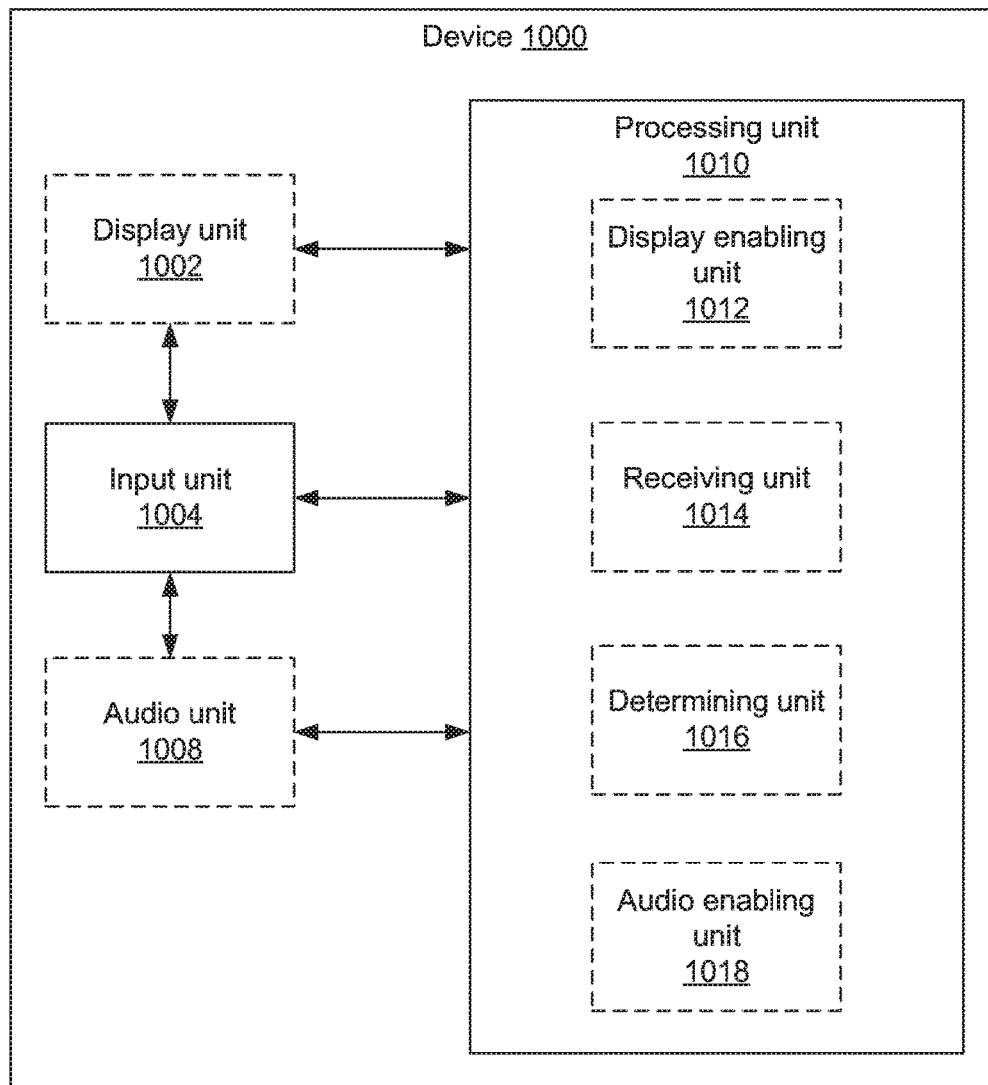 Device 1000
Processing unit
1010
Display unit
1002
Display enabling
unit
1012
Input unit
1004
Receiving unit
1014
Audio unit
1008
Determining unit
1016
Audio enabling
unit
1018